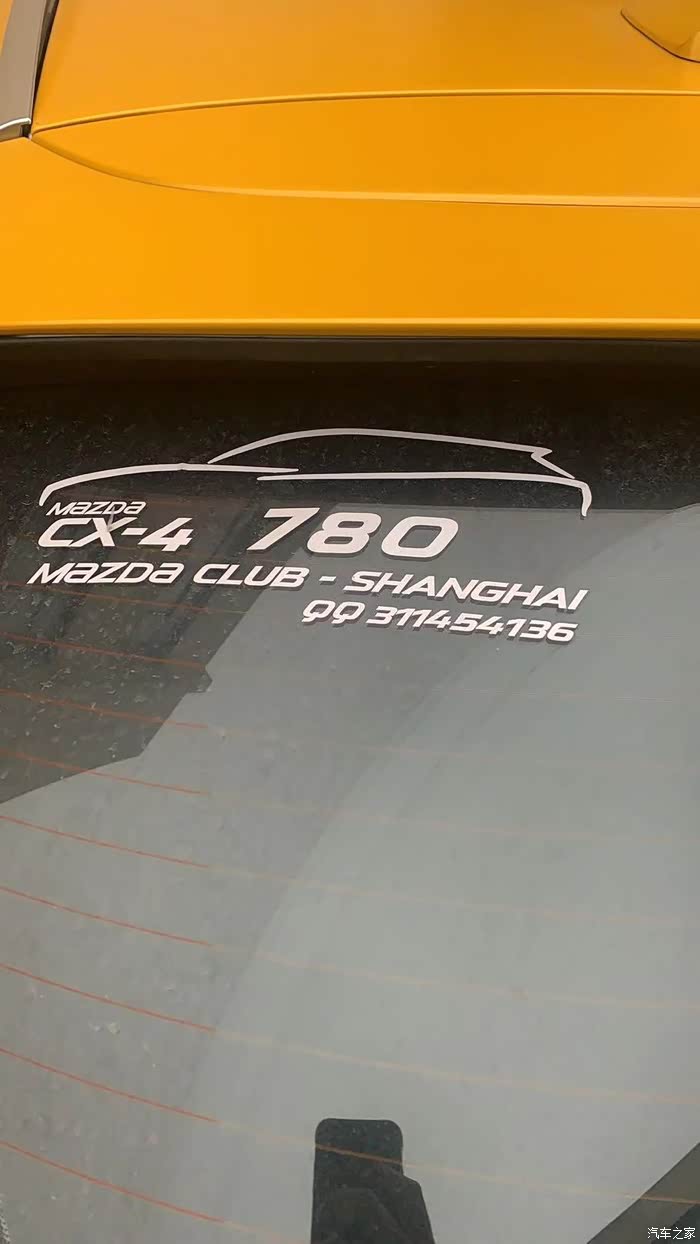 mazda
CX-4 780
mazda CLUB - SHANGHAI
QQ 311454136
汽车之家